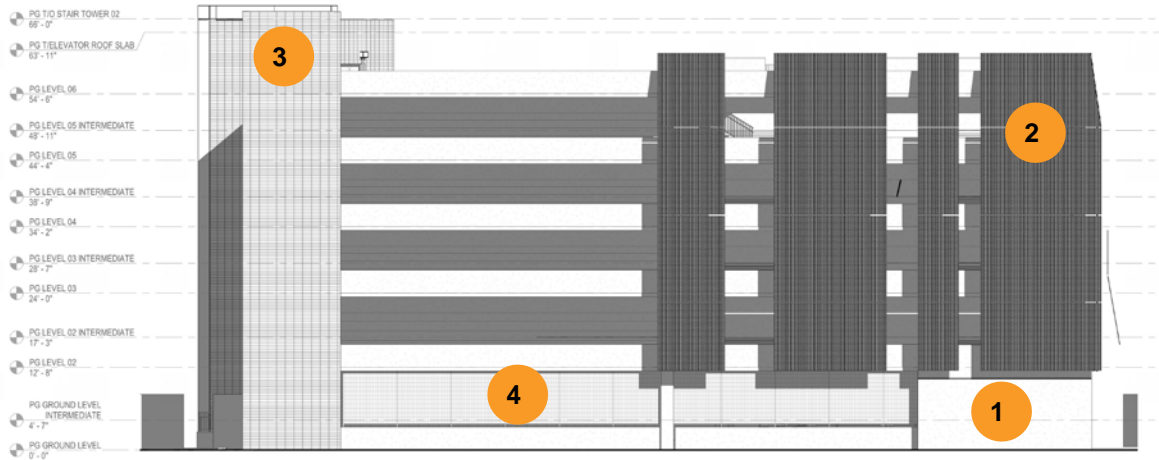 PG T/O STAIR TOWER 02
66' - 0"
PG T/ELEVATOR ROOF SLAB
63' - 11"
PG LEVEL 06
54' - 6"
PG LEVEL 05 INTERMEDIATE
48' - 11"
PG LEVEL 05
44' - 4"
PG LEVEL 04 INTERMEDIATE
38' - 9"
PG LEVEL 04
34' - 2"
PG LEVEL 03 INTERMEDIATE
28' - 7"
PG LEVEL 03
24' - 0"
PG LEVEL 02 INTERMEDIATE
17' - 3"
PG LEVEL 02
12' - 8"
PG GROUND LEVEL
INTERMEDIATE
4' - 7"
PG GROUND LEVEL
0' - 0"
3
2
4
1